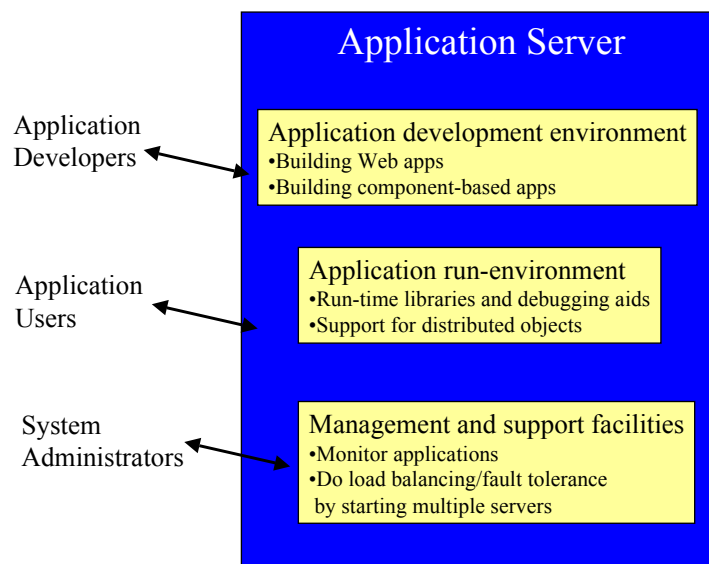 Application Server
Application
Developers
Application development environment
•Building Web apps
•Building component-based apps
Application
Users
Application run-environment
•Run-time libraries and debugging aids
•Support for distributed objects
System
Administrators
Management and support facilities
•Monitor applications
•Do load balancing/fault tolerance
by starting multiple servers